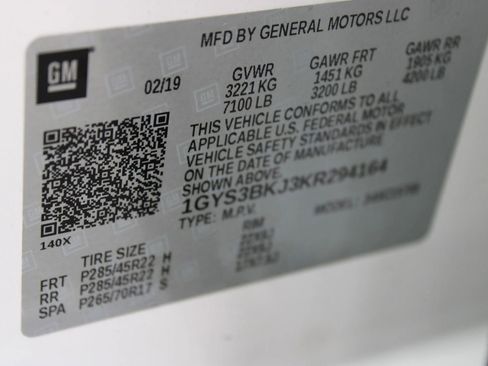 GM
MFD BY GENERAL MOTORS LLC
02/19 GVWR GAWR FRT GAWR RR
3221 KG 1451 KG 1905 KG
7100 LB 3200 LB 4200 LB
THIS VEHICLE CONFORMS TO ALL
APPLICABLE U.S. FEDERAL MOTOR
VEHICLE SAFETY STANDARDS IN EFFECT
ON THE DATE OF MANUFACTURE
SHOWN ABOVE.
1GYS3BKJ3KR294164
TYPE: M.P.V. MODEL:
140X
TIRE SIZE RIM
FRT P285/45R22 H
RR P285/45R22 H
SPA P265/70R17 S